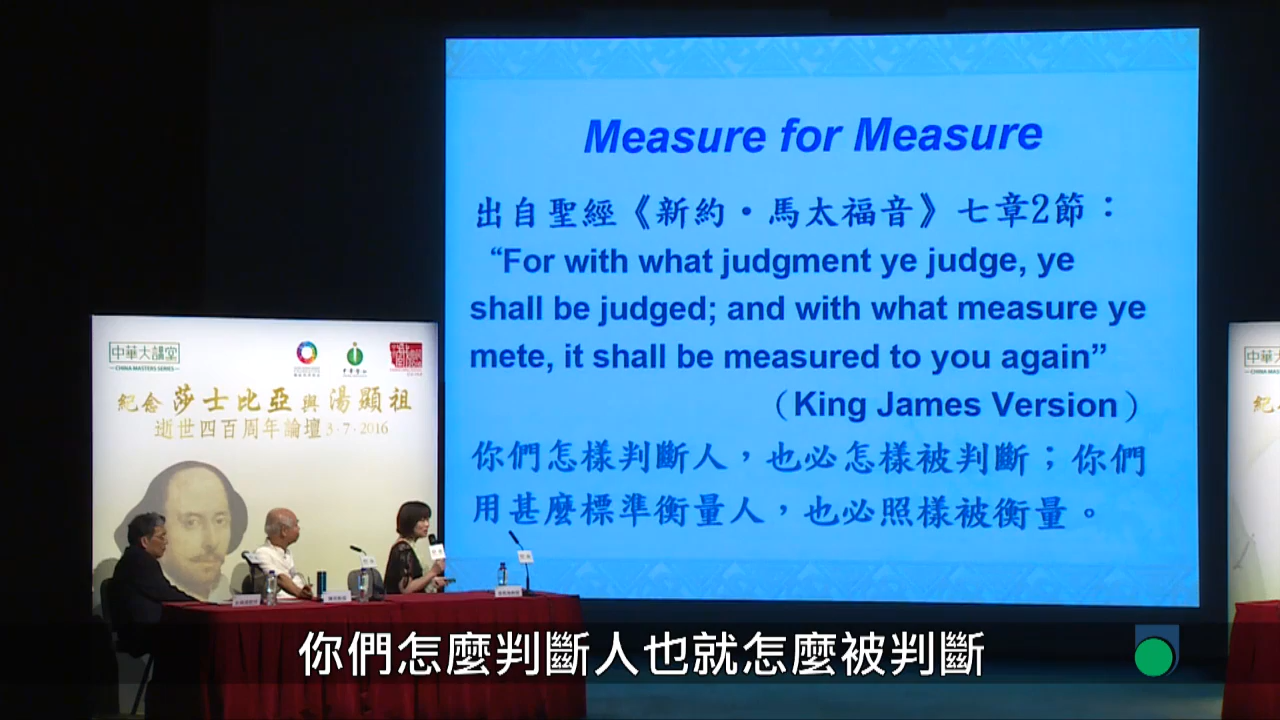 Measure for Measure
出自聖經《新約・馬太福音》七章2節：
“For with what judgment ye judge, ye
shall be judged; and with what measure ye
mete, it shall be measured to you again”
（King James Version）
你們怎樣判斷人，也必怎樣被判斷；你們
用甚麼標準衡量人，也必照樣被衡量。
中華大講堂
CHINA MASTERS SERIES
紀念莎士比亞與湯顯祖
逝世四百周年論壇 3·7·2016
中華大
紀
你們怎麼判斷人也就怎麼被判斷